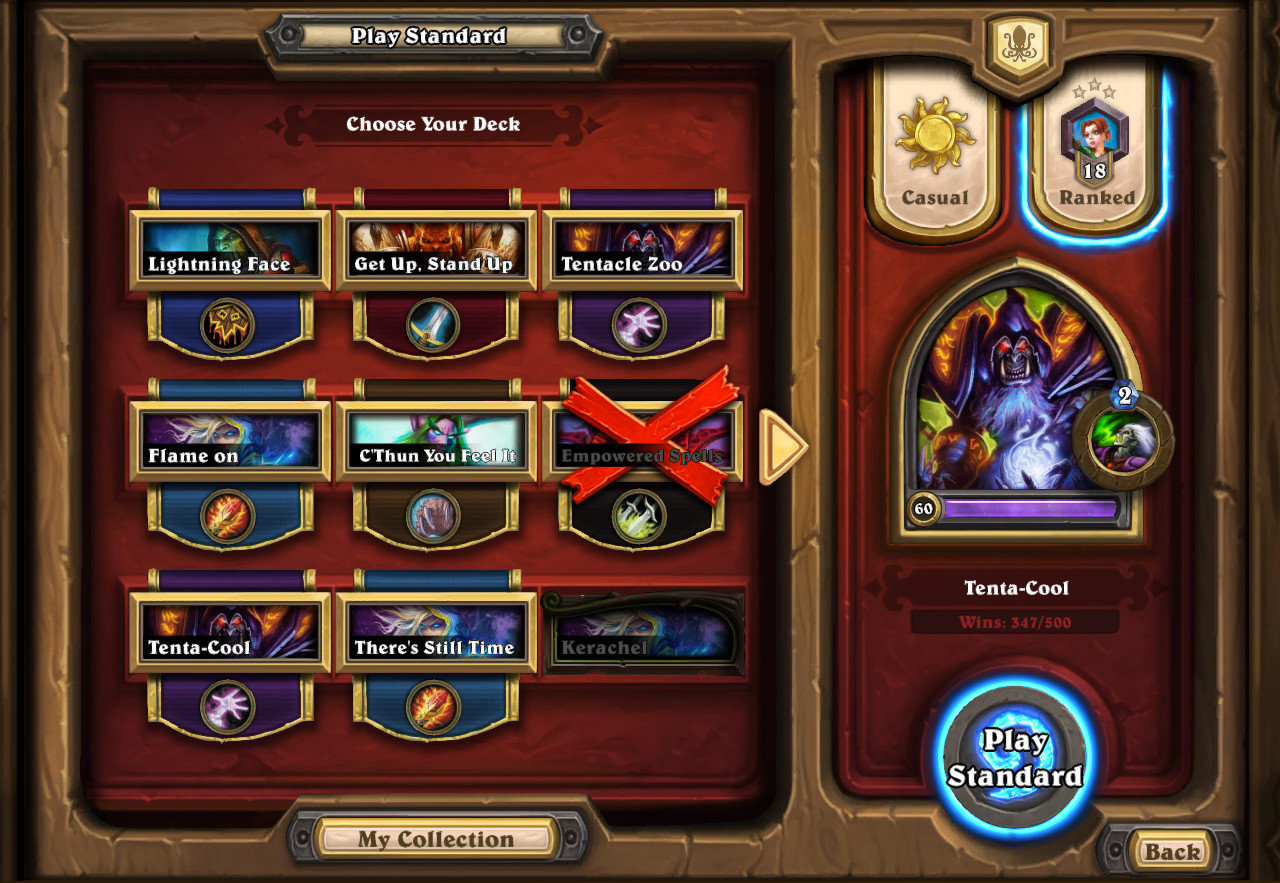 Play Standard
Choose Your Deck
Lightning Face
Get Up, Stand Up
Tentacle Zoo
Flame on
C'Thun You Feel It
Empowered Spells
Tenta-Cool
There's Still Time
Kerachel
My Collection
Casual
18
Ranked
2
60
Tenta-Cool
Wins: 347/500
Play
Standard
Back